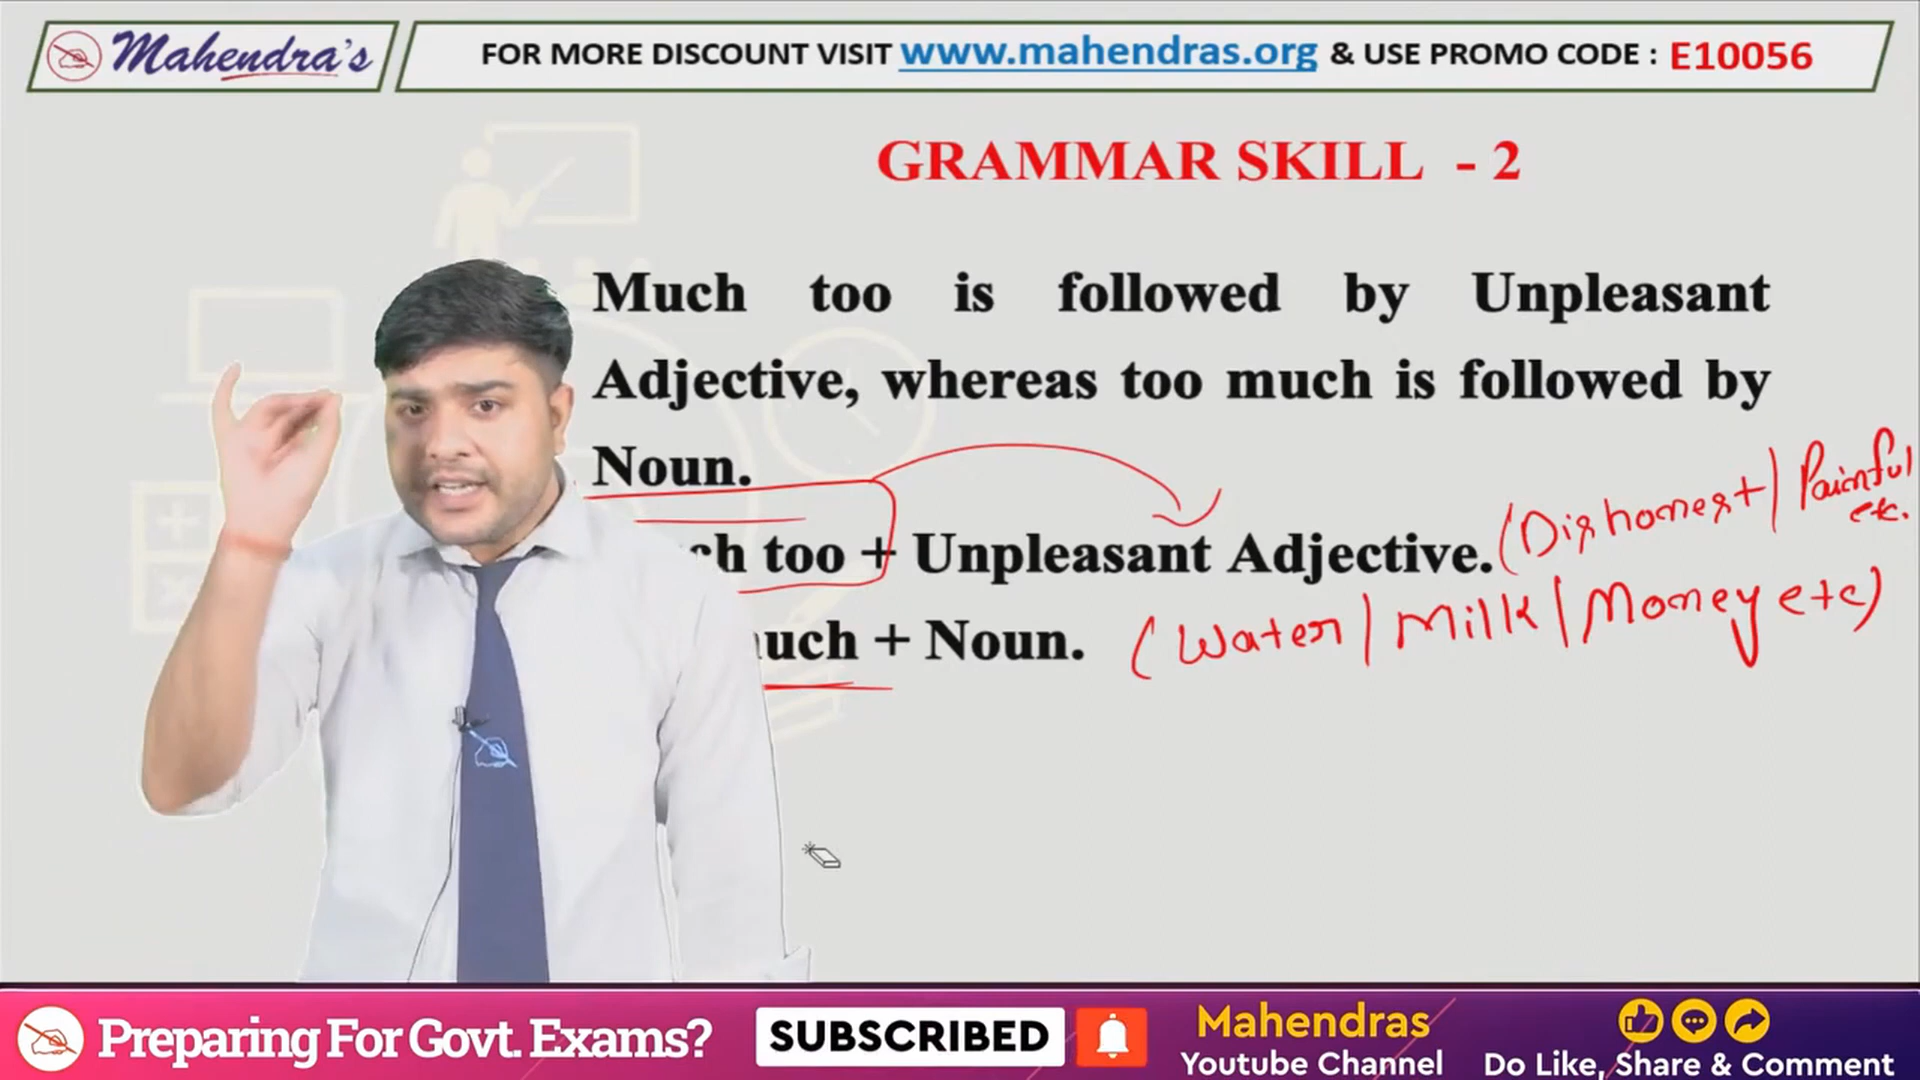 Mahendra's
FOR MORE DISCOUNT VISIT www.mahendras.org & USE PROMO CODE : E10056
GRAMMAR SKILL - 2
Much too is followed by Unpleasant
Adjective, whereas too much is followed by
Noun.
ch too + Unpleasant Adjective. (Dishonest / Painful
etc.
uch + Noun. (Water / Milk / Money etc)
Preparing For Govt. Exams?
SUBSCRIBED
Mahendras
Youtube Channel
Do Like, Share & Comment